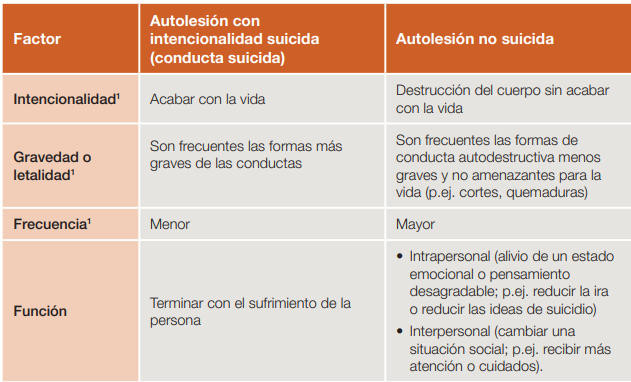 Factor
Autolesión con
intencionalidad suicida
(conducta suicida)
Autolesión no suicida
Intencionalidad¹
Acabar con la vida
Destrucción del cuerpo sin acabar
con la vida
Gravedad o
letalidad¹
Son frecuentes las formas más
graves de las conductas
Son frecuentes las formas de
conducta autodestructiva menos
graves y no amenazantes para la
vida (p.ej. cortes, quemaduras)
Frecuencia¹
Menor
Mayor
Función
Terminar con el sufrimiento de la
persona
• Intrapersonal (alivio de un estado
emocional o pensamiento
desagradable; p.ej. reducir la ira
o reducir las ideas de suicidio)
• Interpersonal (cambiar una
situación social; p.ej. recibir más
atención o cuidados).